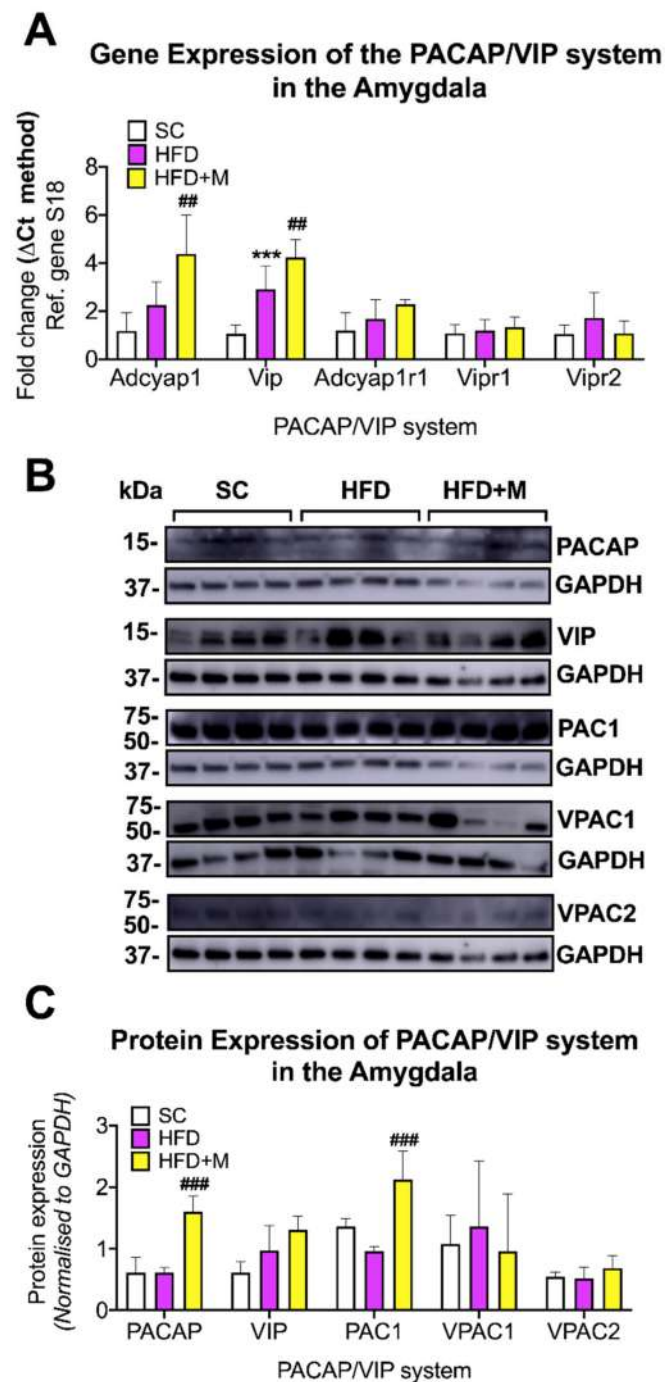 A
Gene Expression of the PACAP/VIP system
in the Amygdala
SC
HFD
HFD+M
Fold change (ΔCt method)
Ref. gene S18
8
6
4
2
0
##
***
##
Adcyap1 Vip Adcyap1r1 Vipr1 Vipr2
PACAP/VIP system
B
kDa SC HFD HFD+M
15- PACAP
37- GAPDH
15- VIP
37- GAPDH
75-
50- PAC1
37- GAPDH
75-
50- VPAC1
37- GAPDH
75-
50- VPAC2
37- GAPDH
C
Protein Expression of PACAP/VIP system
in the Amygdala
SC
HFD
HFD+M
Protein expression
(Normalised to GAPDH)
3
2
1
0
###
###
PACAP VIP PAC1 VPAC1 VPAC2
PACAP/VIP system